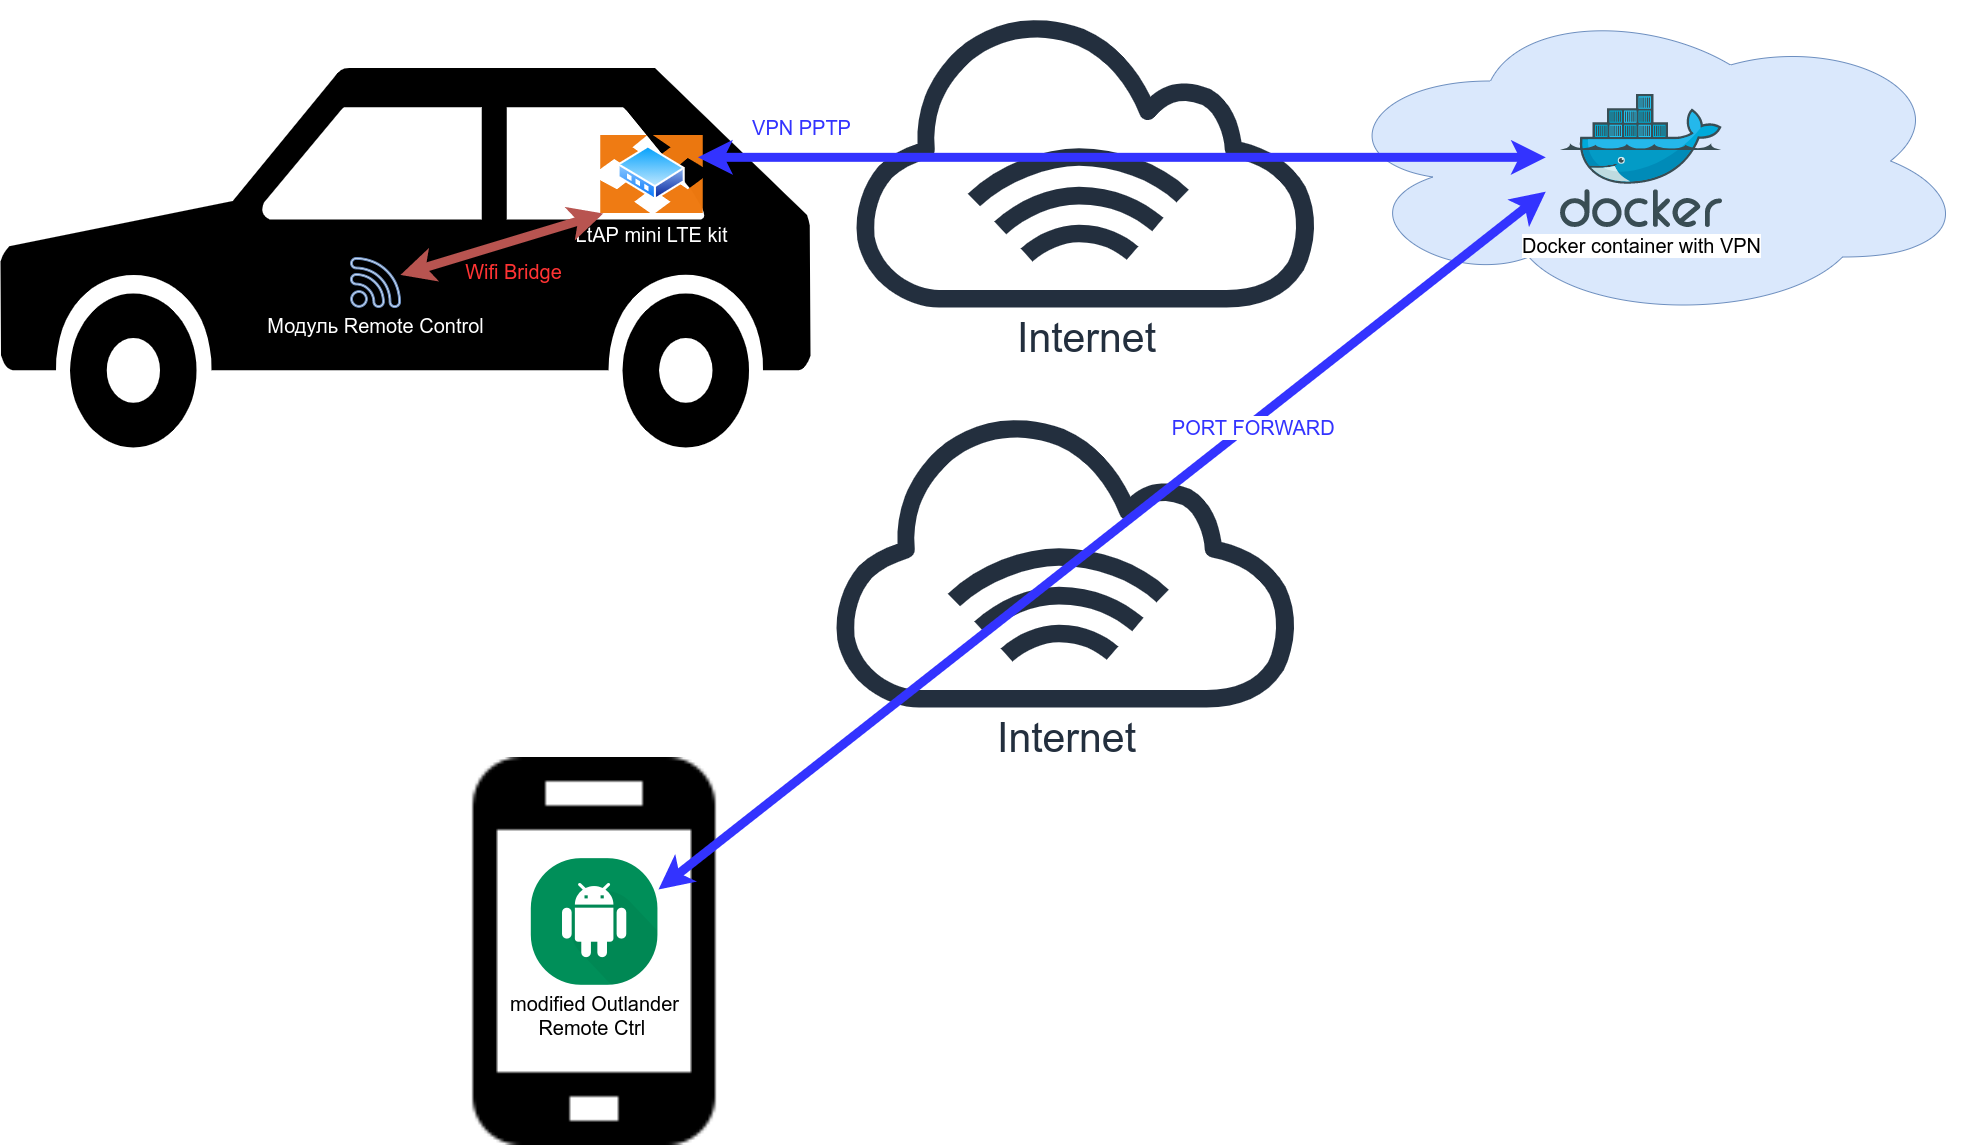 VPN PPTP
docker
Docker container with VPN
LtAP mini LTE kit
Wifi Bridge
Модуль Remote Control
Internet
PORT FORWARD
Internet
modified Outlander
Remote Ctrl